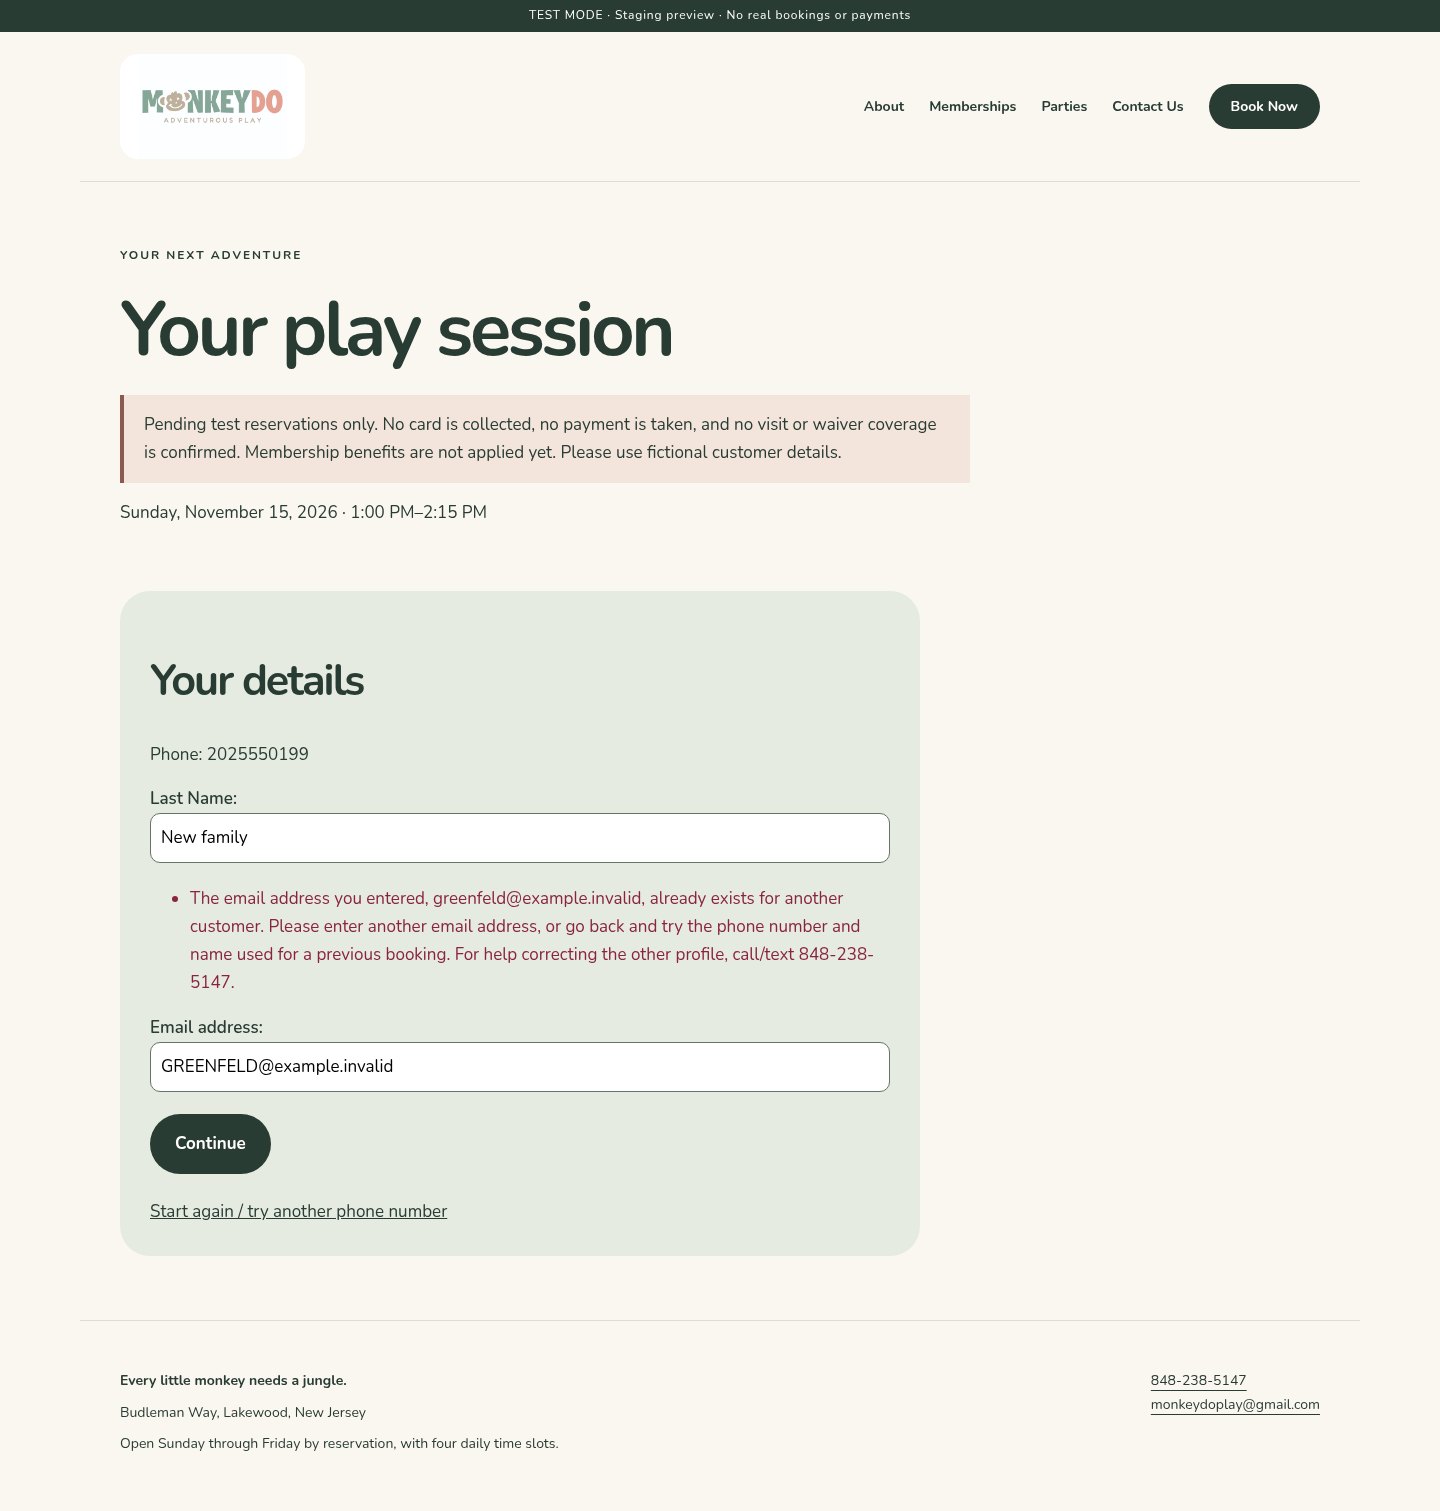 TEST MODE · Staging preview · No real bookings or payments
MONKEYDO
ADVENTUROUS PLAY
About
Memberships
Parties
Contact Us
Book Now
YOUR NEXT ADVENTURE
Your play session
Pending test reservations only. No card is collected, no payment is taken, and no visit or waiver coverage
is confirmed. Membership benefits are not applied yet. Please use fictional customer details.
Sunday, November 15, 2026 · 1:00 PM–2:15 PM
Your details
Phone: 2025550199
Last Name:
New family
• The email address you entered, greenfeld@example.invalid, already exists for another
customer. Please enter another email address, or go back and try the phone number and
name used for a previous booking. For help correcting the other profile, call/text 848-238-
5147.
Email address:
GREENFELD@example.invalid
Continue
Start again / try another phone number
Every little monkey needs a jungle.
Budleman Way, Lakewood, New Jersey
Open Sunday through Friday by reservation, with four daily time slots.
848-238-5147
monkeydoplay@gmail.com